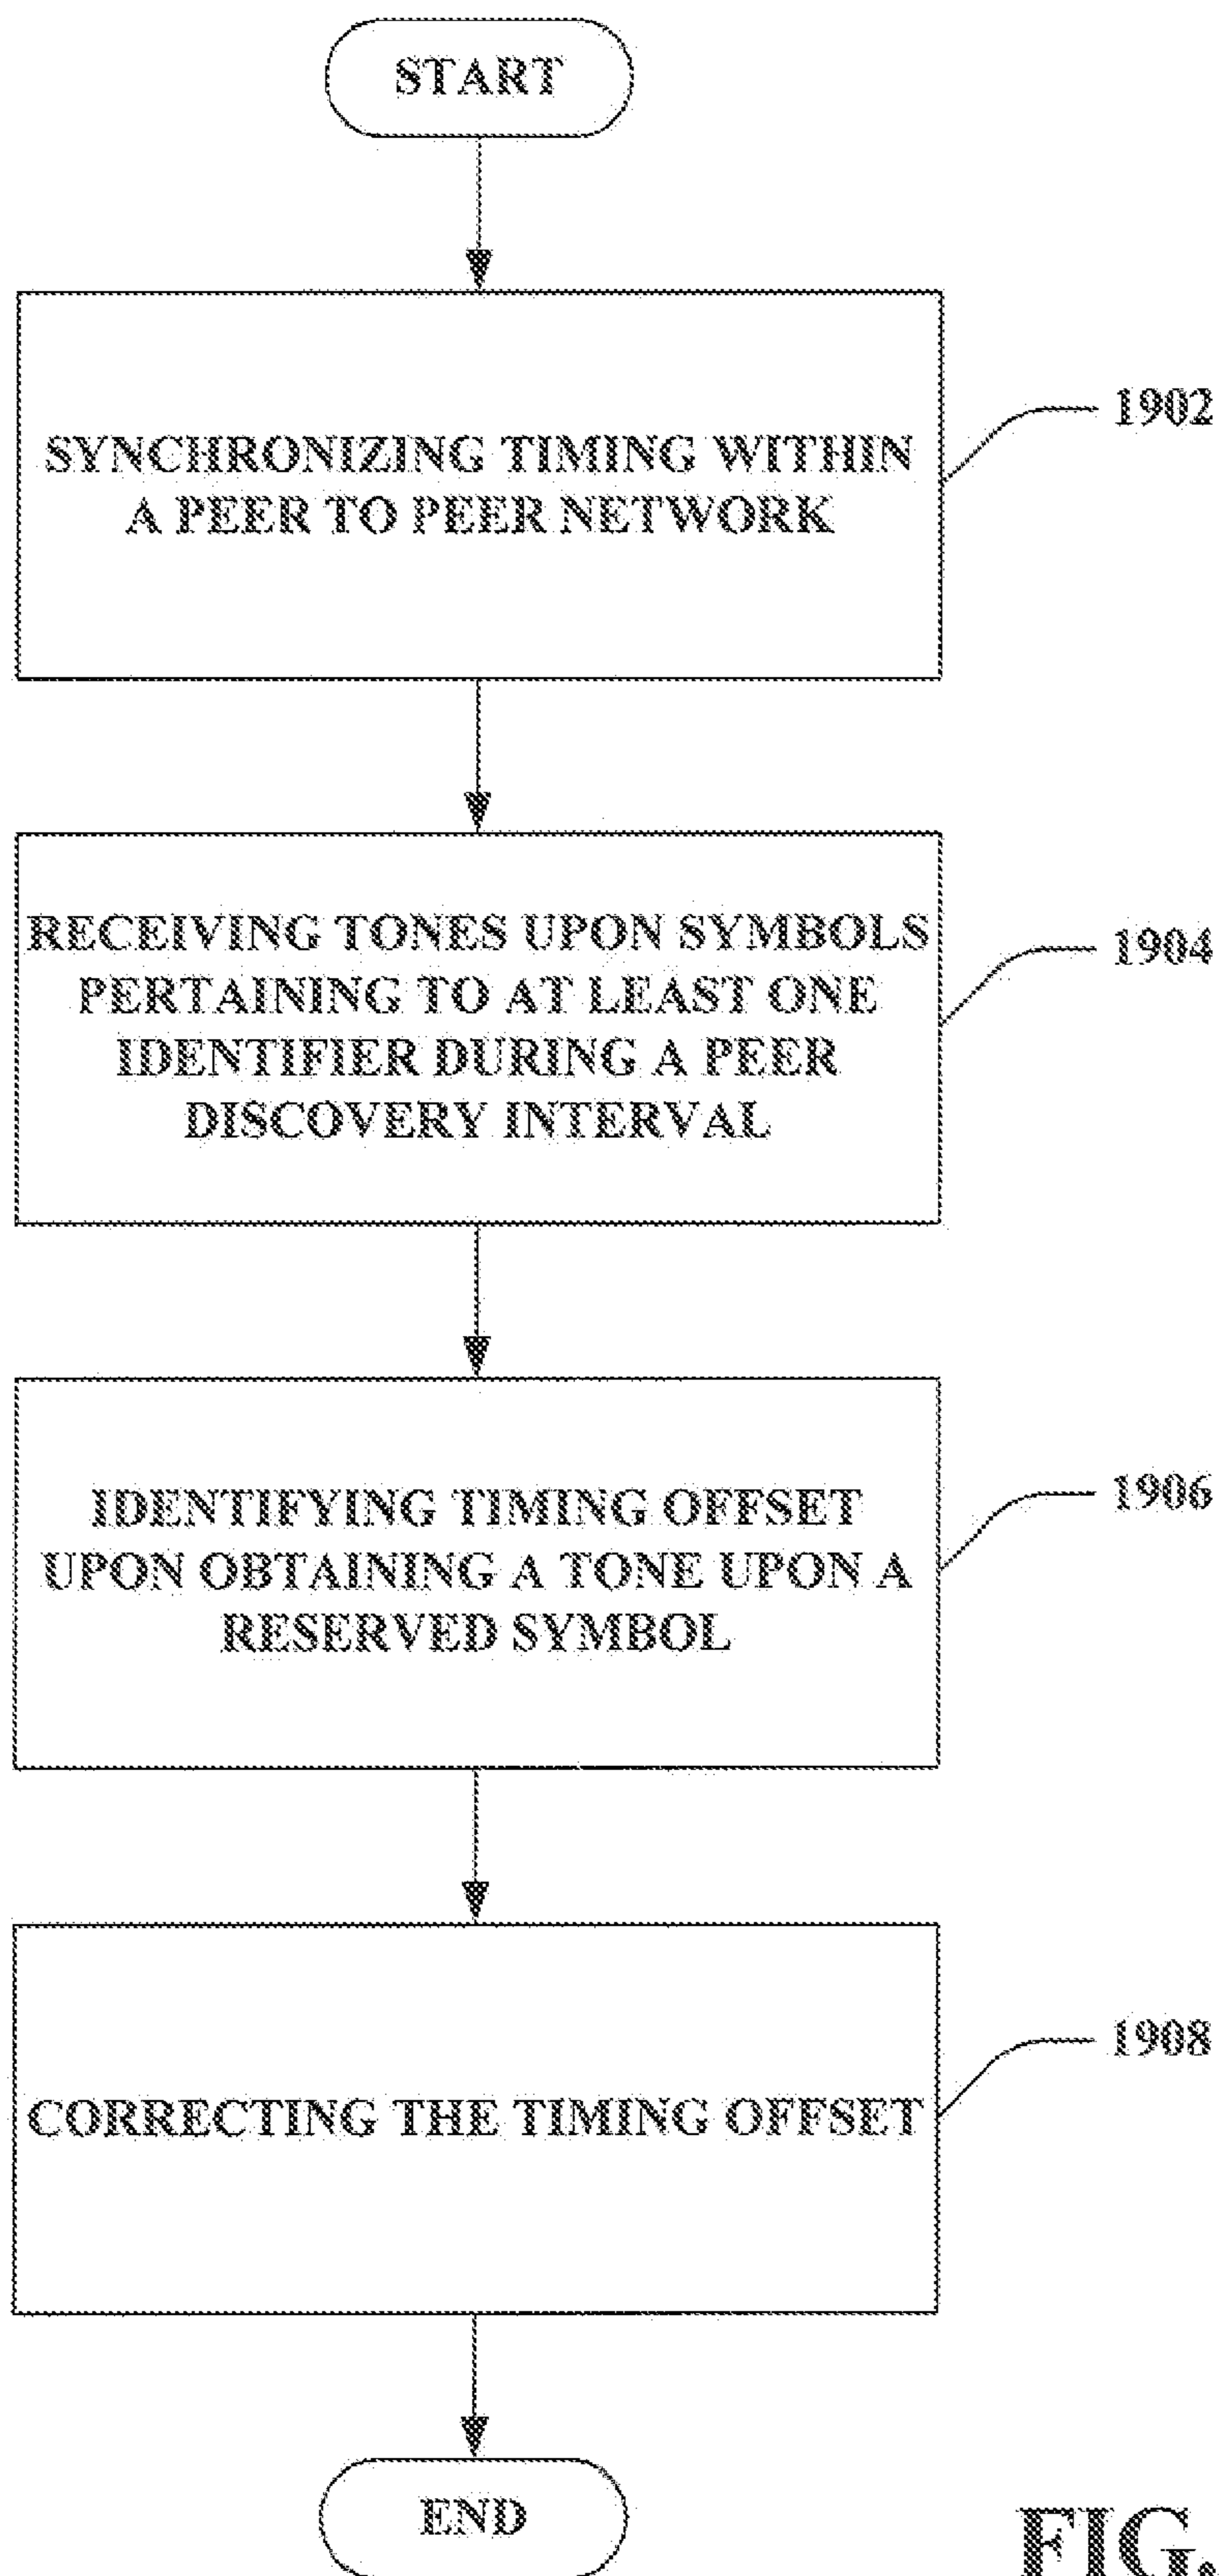 START
SYNCHRONIZING TIMING WITHIN
A PEER TO PEER NETWORK
1902
RECEIVING TONES UPON SYMBOLS
PERTAINING TO AT LEAST ONE
IDENTIFIER DURING A PEER
DISCOVERY INTERVAL
1904
IDENTIFYING TIMING OFFSET
UPON OBTAINING A TONE UPON A
RESERVED SYMBOL
1906
CORRECTING THE TIMING OFFSET
1908
END
FIG.